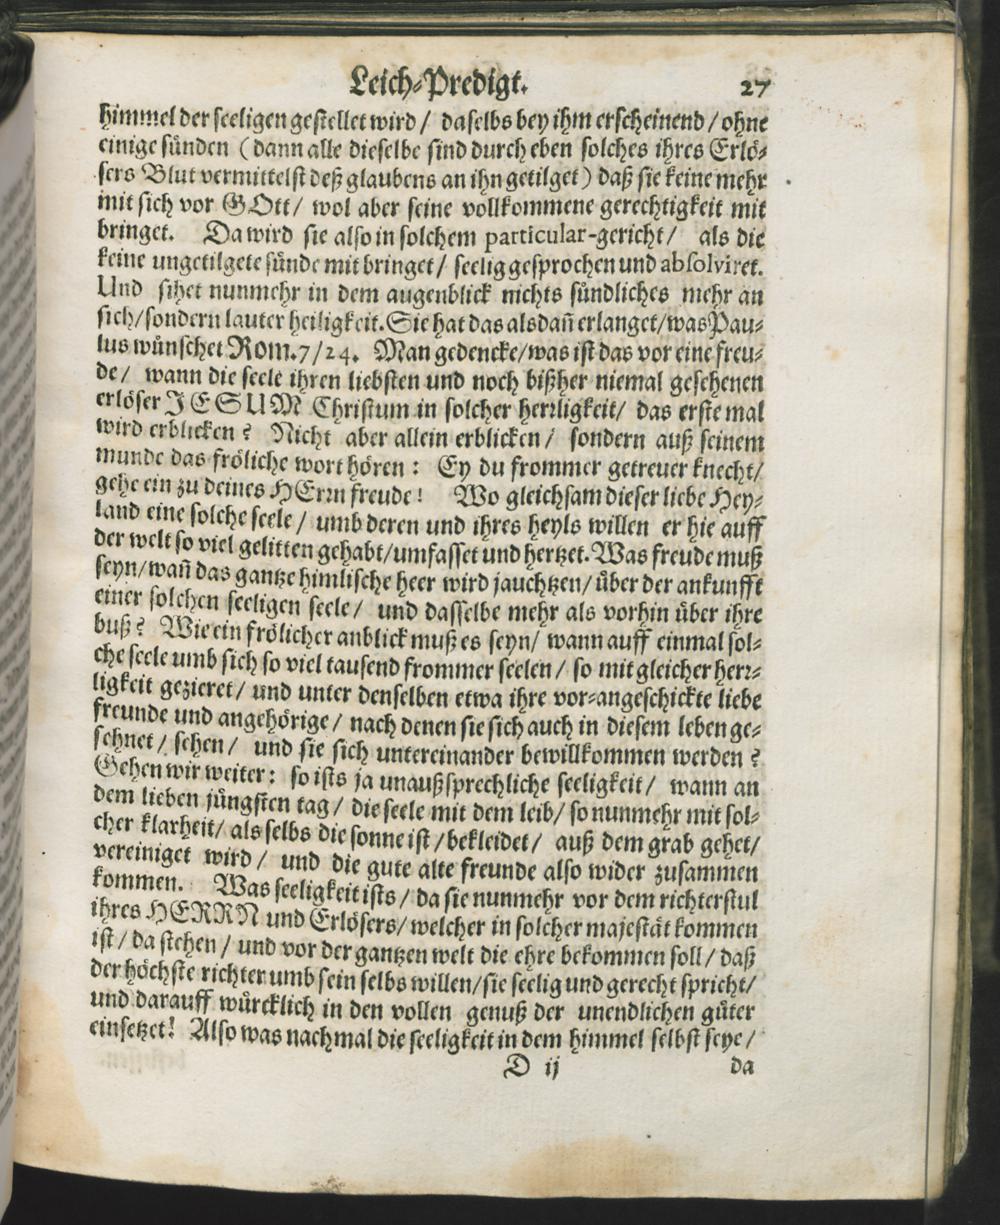 Leich-Predigt. 27
himmel der seeligen gestellet wird / daselbs bey ihm erscheinend / ohne
einige sünden (dann alle dieselbe sind durch eben solches ihres Erlö-
sers Blut vermittelst deß glaubens an ihn getilget) daß sie keine mehr
mit sich vor GOtt / wol aber seine vollkommene gerechtigkeit mit
bringet. Da wird sie also in solchem particular-gericht / als die
keine ungetilgete sünde mit bringet / seelig gesprochen und absolviret.
Und sihet nunmehr in dem augenblick nichts sündliches mehr an
sich / sondern lauter heiligkeit. Sie hat das alsdañ erlanget / was Pau-
lus wünschet Rom. 7 / 24. Man gedencke / was ist das vor eine freu-
de / wann die seele ihren liebsten und noch bißher niemal gesehenen
erlöser JESUM Christum in solcher herrligkeit / das erste mal
wird erblicken? Nicht aber allein erblicken / sondern auß seinem
munde das fröliche wort hören: Ey du frommer getreuer knecht /
gehe ein zu deines HErrn freude! Wo gleichsam dieser liebe Hey-
land eine solche seele / umb deren und ihres heyls willen er hie auff
der welt so viel gelitten gehabt / umfasset und hertzet. Was freude muß
seyn / wañ das gantze himlische heer wird jauchtzen / über der ankunfft
einer solchen seeligen seele / und dasselbe mehr als vorhin über ihre
buß? Wie ein frölicher anblick muß es seyn / wann auff einmal sol-
che seele umb sich so viel tausend frommer seelen / so mit gleicher herr-
ligkeit gezieret / und unter denselben etwa ihre vor-angeschickte liebe
freunde und angehörige / nach denen sie sich auch in diesem leben ge-
sehnet / sehen / und sie sich untereinander bewillkommen werden?
Gehen wir weiter: so ists ja unaußsprechliche seeligkeit / wann an
dem lieben jüngsten tag / die seele mit dem leib / so nunmehr mit sol-
cher klarheit / als selbs die sonne ist / bekleidet / auß dem grab gehet /
vereiniget wird / und die gute alte freunde also wider zusammen
kommen. Was seeligkeit ists / da sie nunmehr vor dem richterstul
ihres HERRN und Erlösers / welcher in solcher majestät kommen
ist / da stehen / und vor der gantzen welt die ehre bekommen soll / daß
der höchste richter umb sein selbs willen / sie seelig und gerecht spricht /
und darauff würcklich in den vollen genuß der unendlichen güter
einsetzet! Also was nachmal die seeligkeit in dem himmel selbst seye /
D ij da